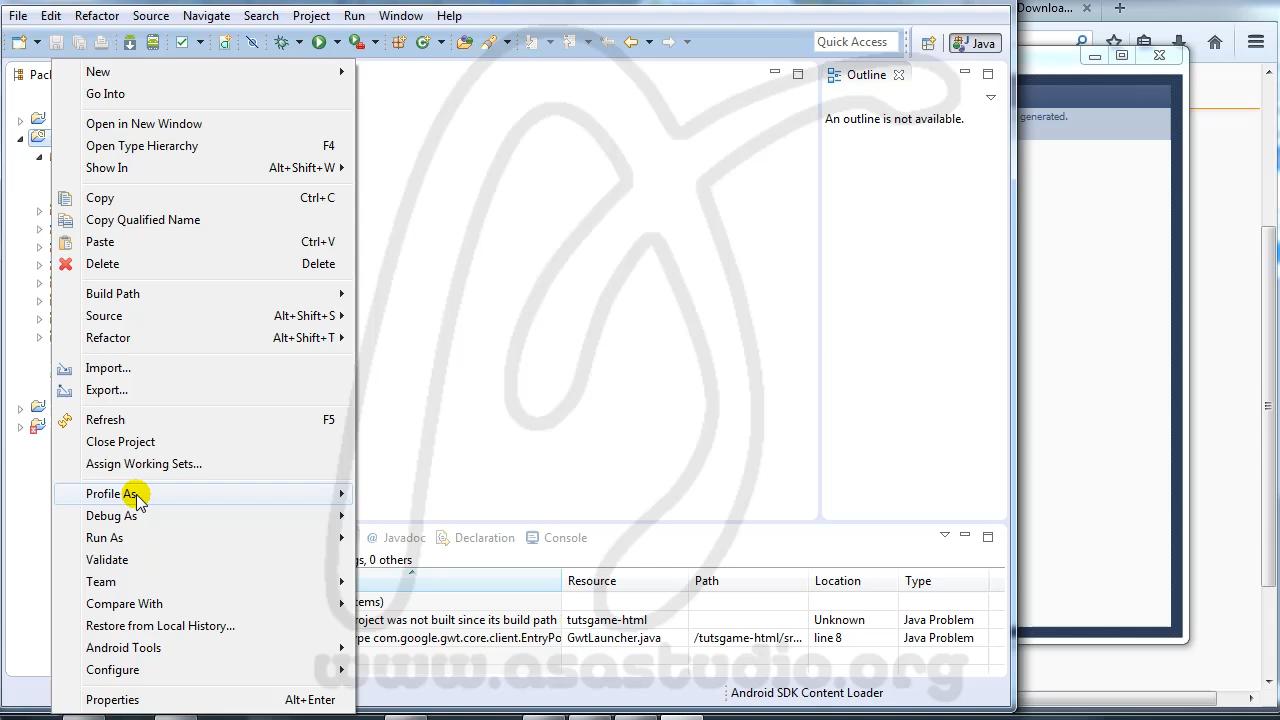 File Edit Refactor Source Navigate Search Project Run Window Help
Downloa...
Quick Access
Java
Pac
New
Go Into
Open in New Window
Open Type Hierarchy F4
Show In Alt+Shift+W
Copy Ctrl+C
Copy Qualified Name
Paste Ctrl+V
Delete Delete
Build Path
Source Alt+Shift+S
Refactor Alt+Shift+T
Import...
Export...
Refresh F5
Close Project
Assign Working Sets...
Profile As
Debug As
Run As
Validate
Team
Compare With
Restore from Local History...
Android Tools
Configure
Properties Alt+Enter
Outline
An outline is not available.
generated.
@ Javadoc Declaration Console
gs, 0 others
Resource Path Location Type
tems)
oject was not built since its build path tutsgame-html Unknown Java Problem
pe com.google.gwt.core.client.EntryPo GwtLauncher.java /tutsgame-html/sr... line 8 Java Problem
www.asastudio.org
Android SDK Content Loader